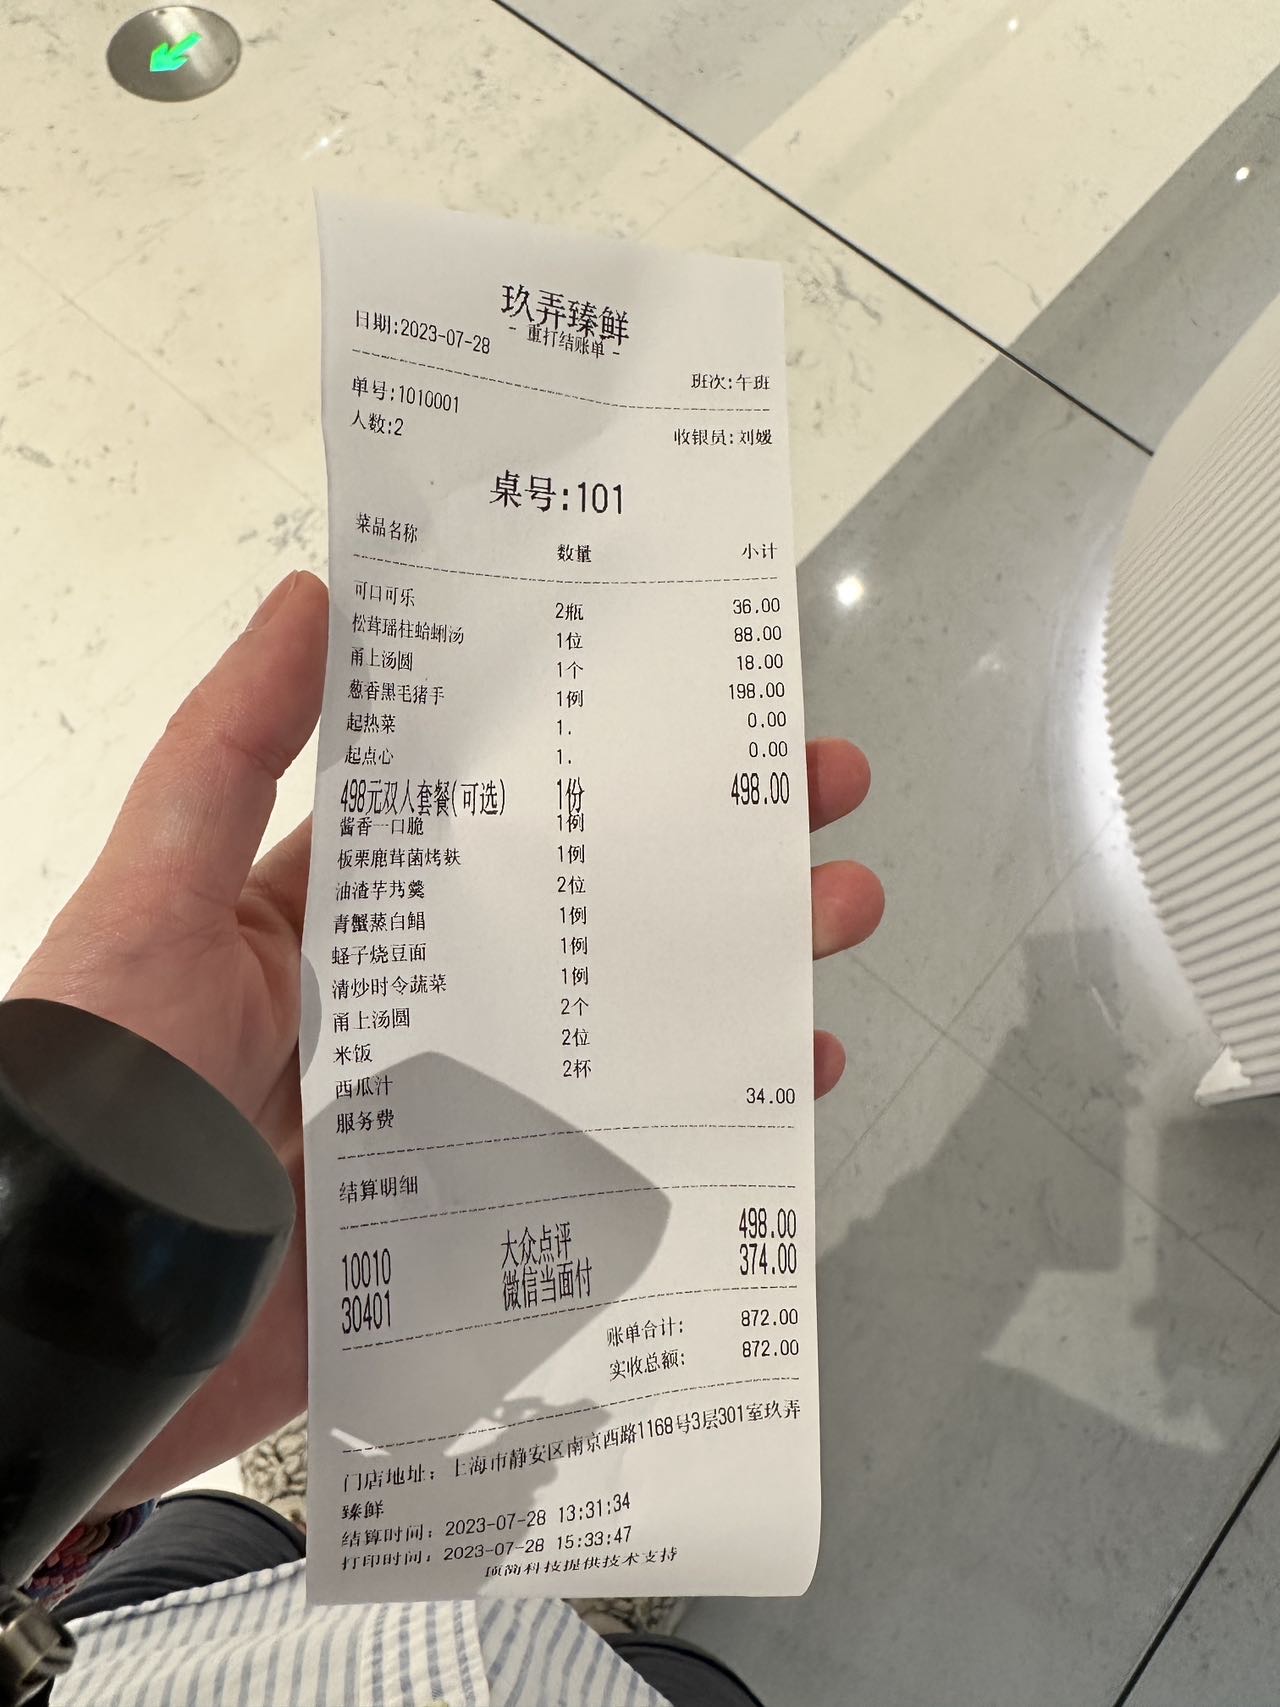 玖弄臻鲜
- 重打结账单 -
日期:2023-07-28
班次:午班
单号:1010001
人数:2
收银员:刘媛
桌号:101
菜品名称 数量 小计
可口可乐 2瓶 36.00
松茸瑶柱蛤蜊汤 1位 88.00
甬上汤圆 1个 18.00
葱香黑毛猪手 1例 198.00
起热菜 1. 0.00
起点心 1. 0.00
498元双人套餐(可选) 1份 498.00
酱香一口脆 1例
板栗鹿茸菌烤麸 1例
油渣芋艿羹 2位
青蟹蒸白鲳 1例
蛏子烧豆面 1例
清炒时令蔬菜 1例
甬上汤圆 2个
米饭 2位
西瓜汁 2杯
服务费 34.00
结算明细
10010 大众点评 498.00
30401 微信当面付 374.00
账单合计: 872.00
实收总额: 872.00
门店地址: 上海市静安区南京西路1168号3层301室玖弄
臻鲜
结算时间: 2023-07-28 13:31:34
打印时间: 2023-07-28 15:33:47
顶简科技提供技术支持